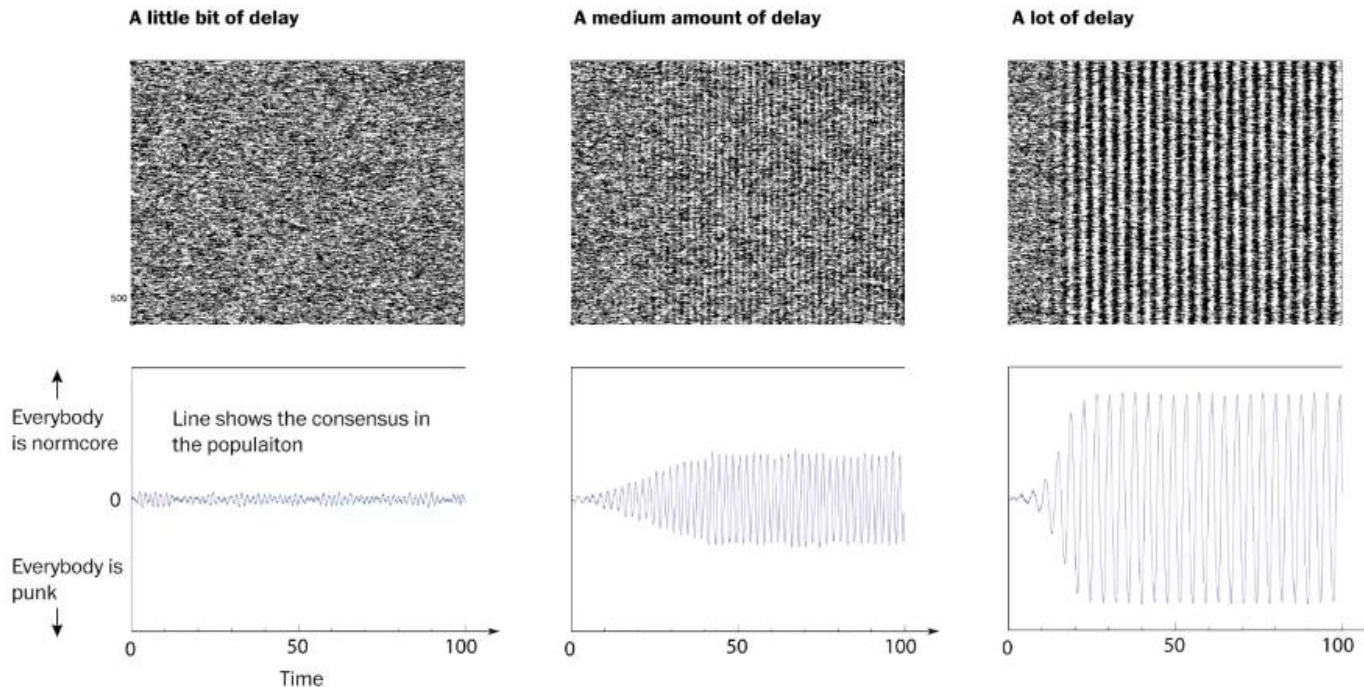 A little bit of delay
A medium amount of delay
A lot of delay
500
Everybody
is normcore
Line shows the consensus in
the populaiton
0
Everybody is
punk
0
50
100
0
50
100
0
50
100
Time